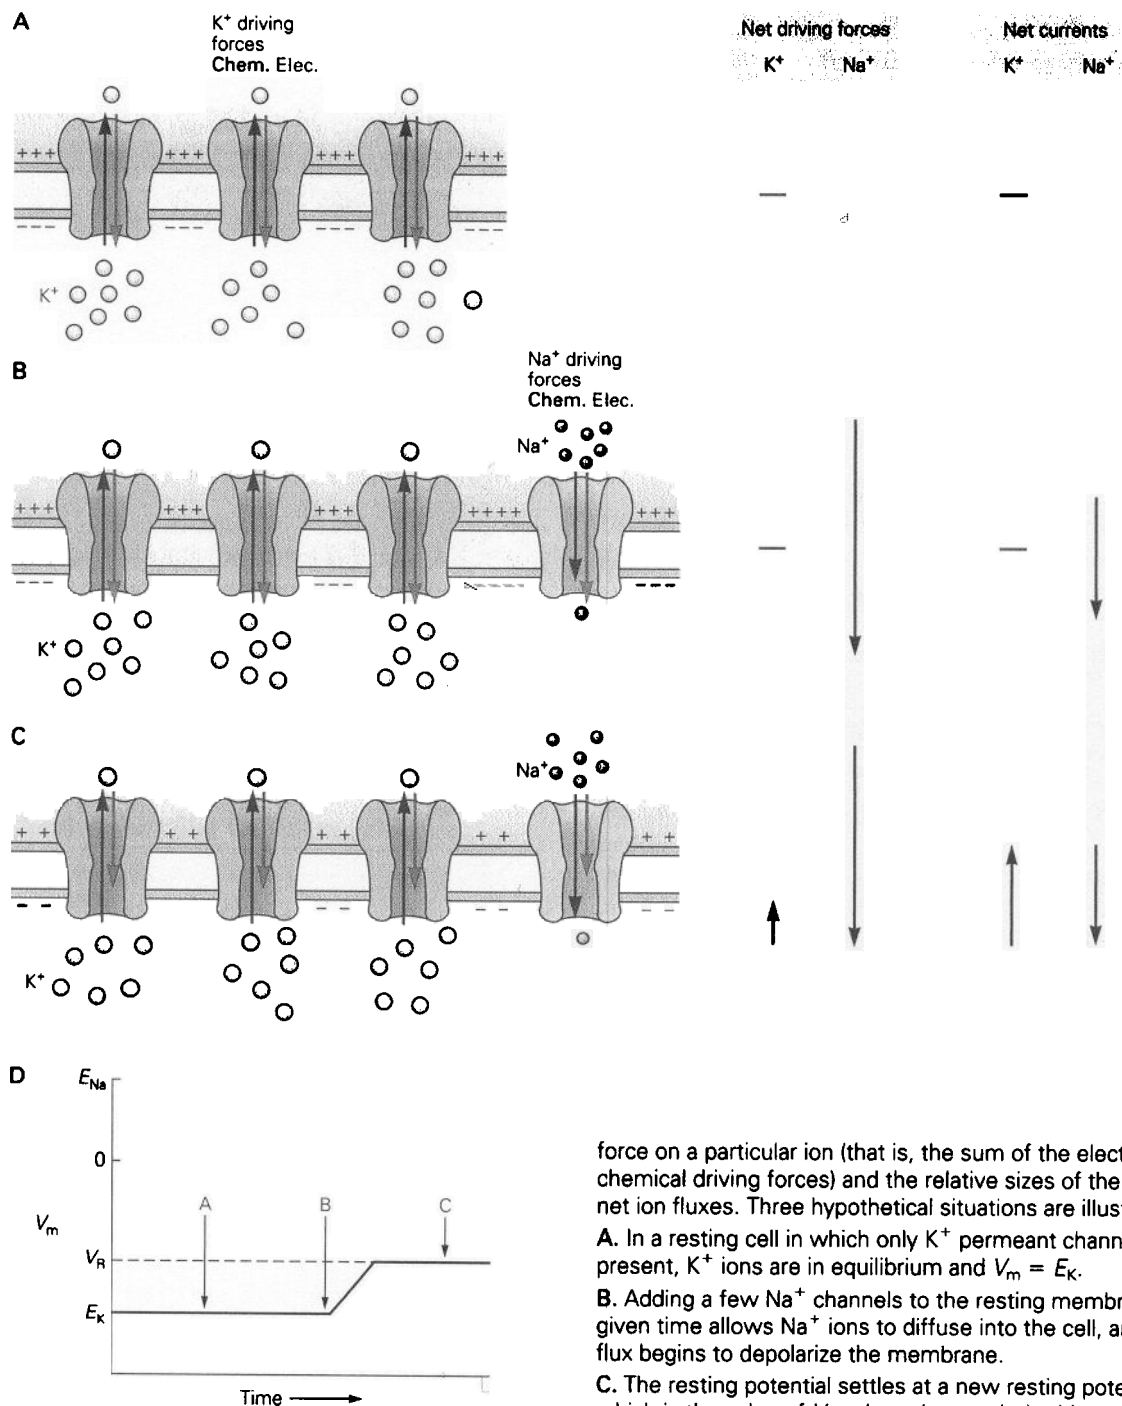 A
K⁺ driving
forces
Chem. Elec.
Net driving forces
K⁺ Na⁺
Net currents
K⁺ Na⁺
+++ +++ +++ +++
K⁺
B
Na⁺ driving
forces
Chem. Elec.
Na⁺
+++ +++ +++ ++++ +++
K⁺
C
Na⁺
++ ++ ++ ++ ++
K⁺
D
E_Na
0
V_m
V_R
E_K
A
B
C
Time
force on a particular ion (that is, the sum of the elect
chemical driving forces) and the relative sizes of the
net ion fluxes. Three hypothetical situations are illust
A. In a resting cell in which only K⁺ permeant chann
present, K⁺ ions are in equilibrium and V_m = E_K.
B. Adding a few Na⁺ channels to the resting membr
given time allows Na⁺ ions to diffuse into the cell, an
flux begins to depolarize the membrane.
C. The resting potential settles at a new resting pote